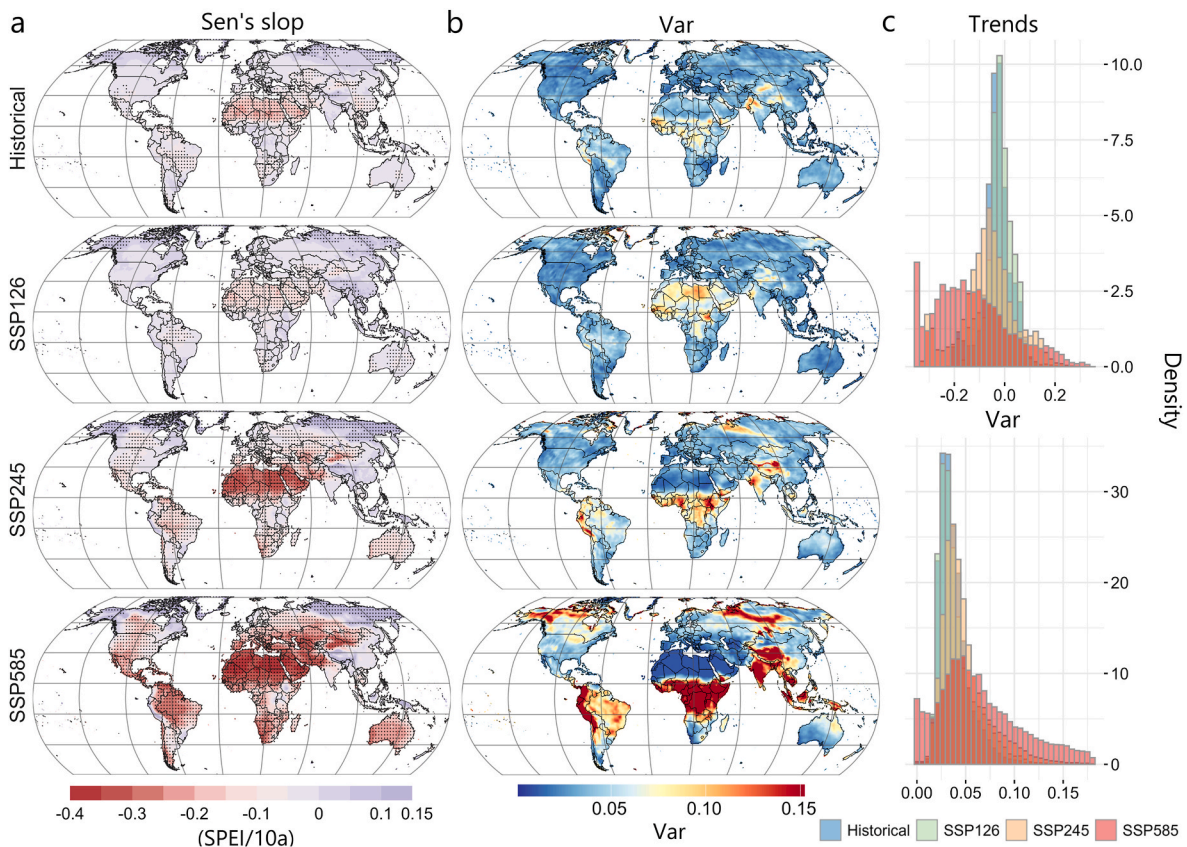 a Sen's slop b Var c Trends
Historical
SSP126
SSP245
SSP585
-0.4 -0.3 -0.2 -0.1 0 0.1 0.15
(SPEI/10a)
0.05 0.10 0.15
Var
10.0
7.5
5.0
2.5
0.0
-0.2 0.0 0.2
Var
Density
30
20
10
0
0.00 0.05 0.10 0.15
Historical SSP126 SSP245 SSP585